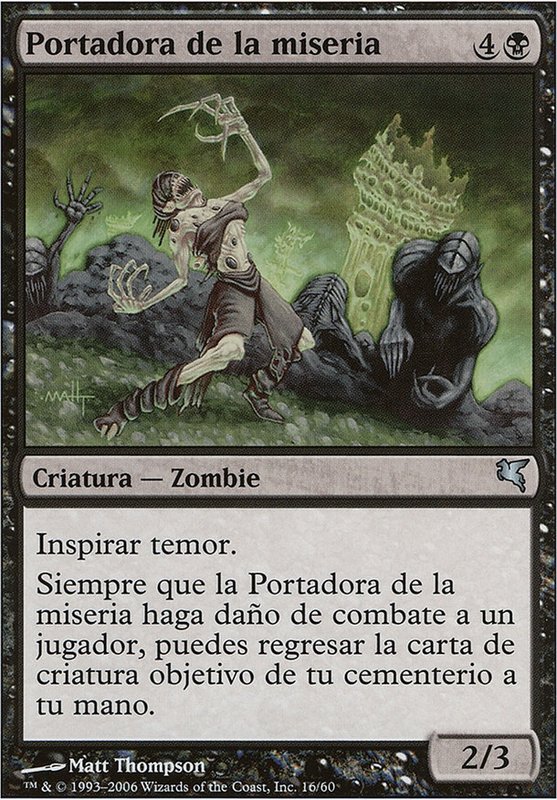 Portadora de la miseria 4
MATT
Criatura — Zombie
Inspirar temor.
Siempre que la Portadora de la
miseria haga daño de combate a un
jugador, puedes regresar la carta de
criatura objetivo de tu cementerio a
tu mano.
2/3
Matt Thompson
™ & © 1993–2006 Wizards of the Coast, Inc. 16/60